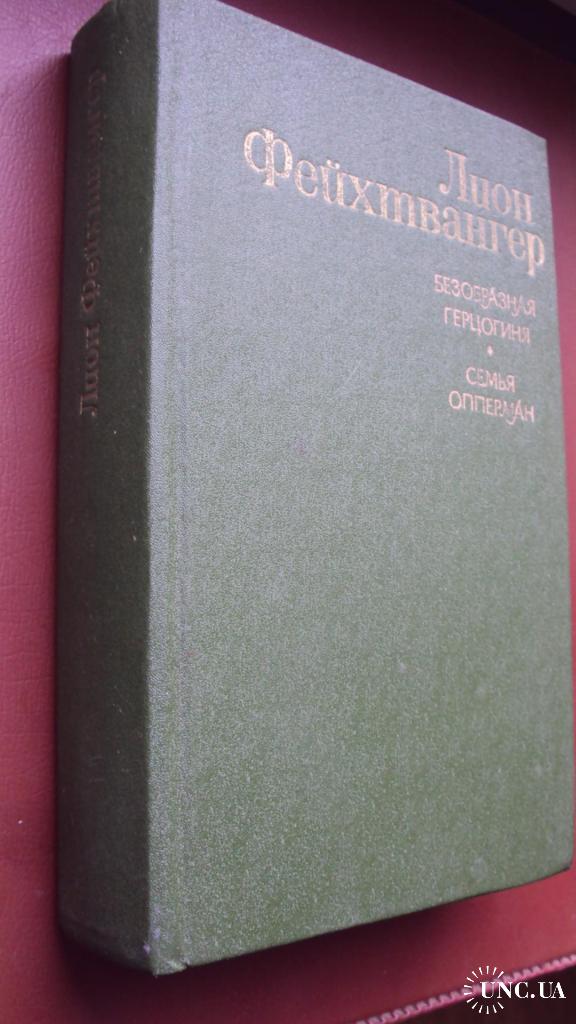 Лион
Фейхтвангер
БЕЗОБРАЗНАЯ
ГЕРЦОГИНЯ
•
СЕМЬЯ
ОППЕРМАН
Лион Фейхтвангер
UNC.UA